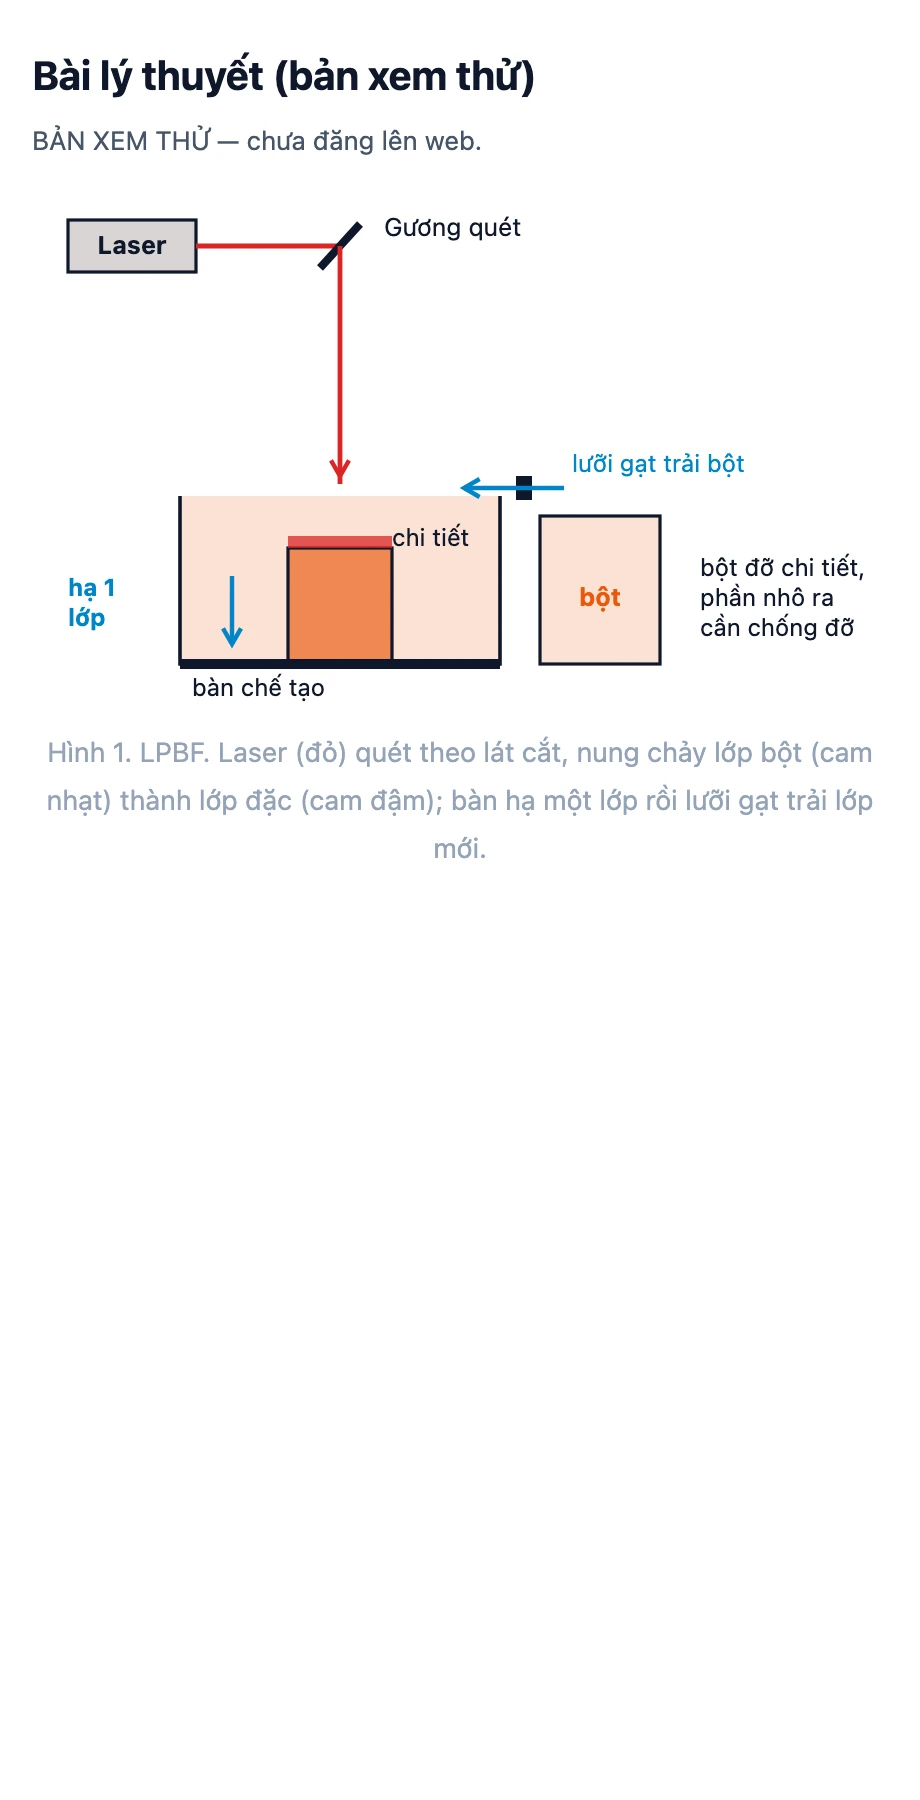 Bài lý thuyết (bản xem thử)
BẢN XEM THỬ — chưa đăng lên web.
Laser
Gương quét
lưỡi gạt trải bột
chi tiết
hạ 1
lớp
bột
bột đỡ chi tiết,
phần nhô ra
cần chống đỡ
bàn chế tạo
Hình 1. LPBF. Laser (đỏ) quét theo lát cắt, nung chảy lớp bột (cam
nhạt) thành lớp đặc (cam đậm); bàn hạ một lớp rồi lưỡi gạt trải lớp
mới.